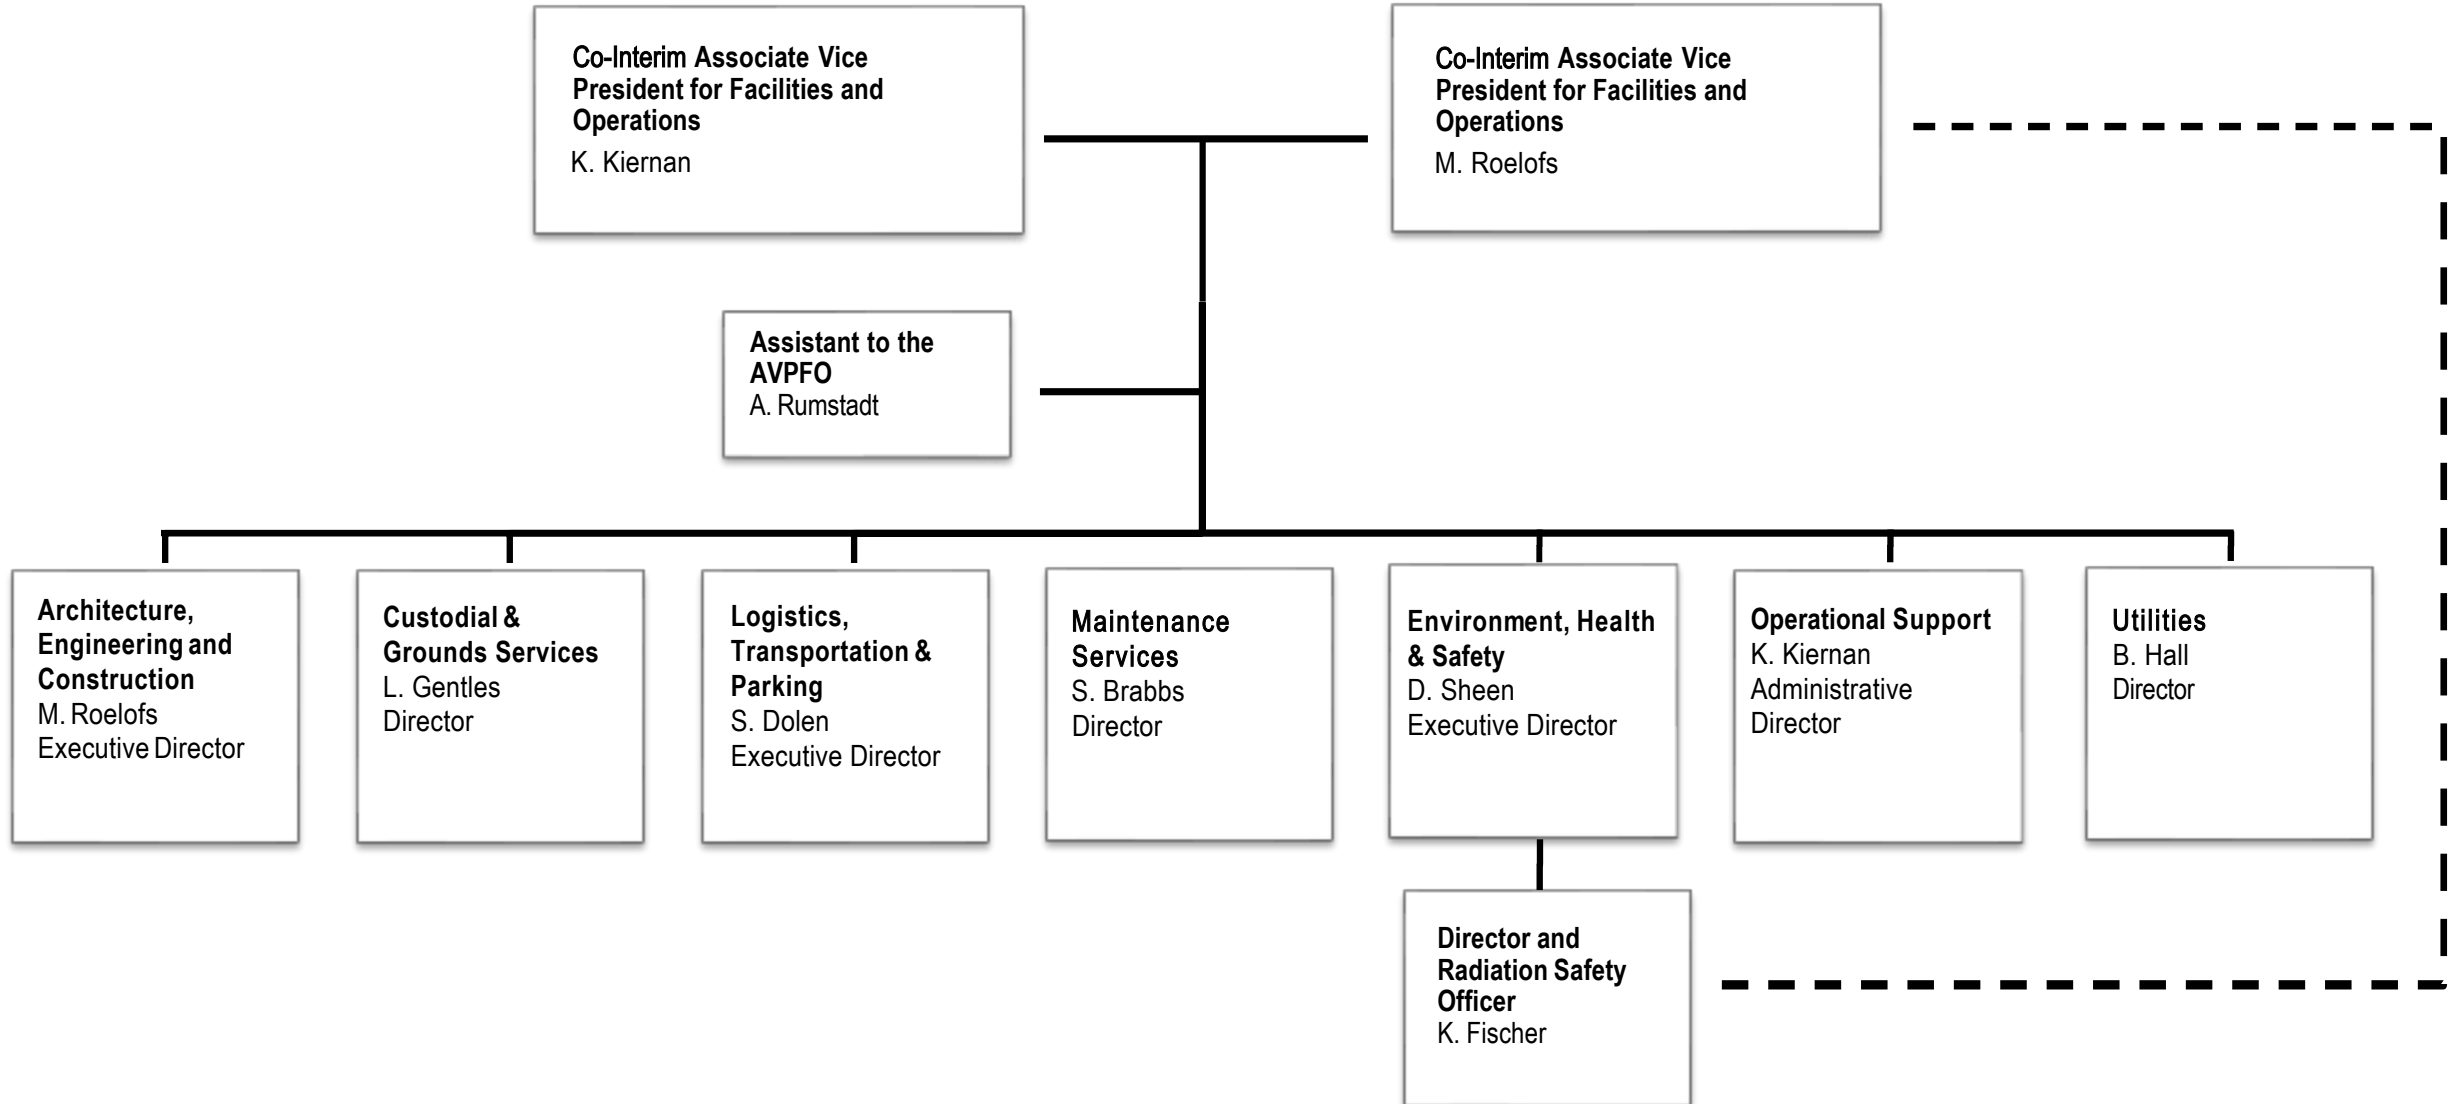 Co-Interim Associate Vice
President for Facilities and
Operations
K. Kiernan
Co-Interim Associate Vice
President for Facilities and
Operations
M. Roelofs
Assistant to the
AVPFO
A. Rumstadt
Architecture,
Engineering and
Construction
M. Roelofs
Executive Director
Custodial &
Grounds Services
L. Gentles
Director
Logistics,
Transportation &
Parking
S. Dolen
Executive Director
Maintenance
Services
S. Brabbs
Director
Environment, Health
& Safety
D. Sheen
Executive Director
Operational Support
K. Kiernan
Administrative
Director
Utilities
B. Hall
Director
Director and
Radiation Safety
Officer
K. Fischer